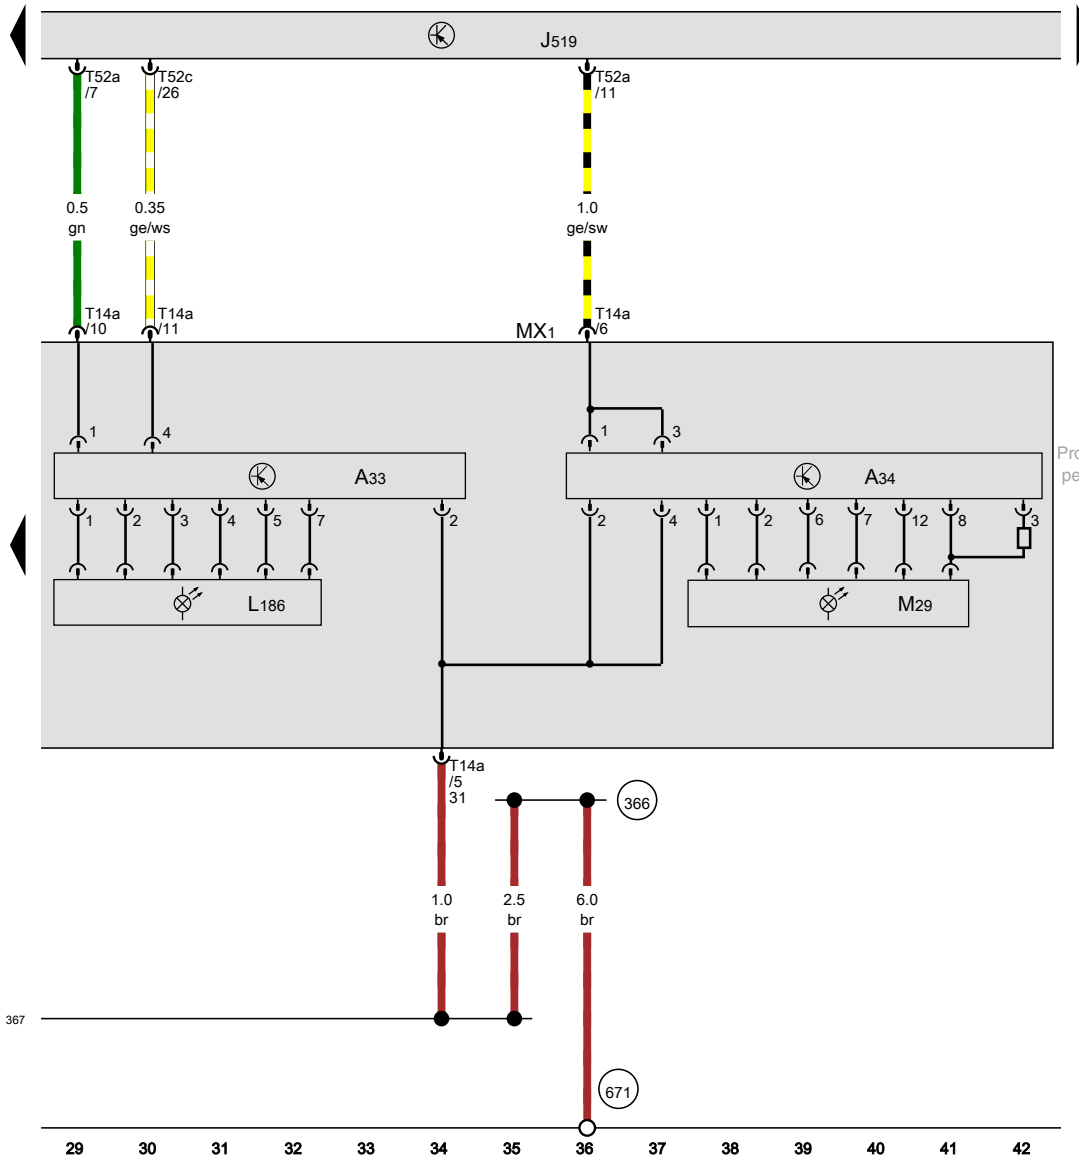 J519
T52a
/7
T52c
/26
T52a
/11
0.5
gn
0.35
ge/ws
1.0
ge/sw
T14a
/10
T14a
/11
T14a
/6
MX1
1
4
1
3
A33
A34
Pro
pe
1
2
3
4
5
7
2
2
4
1
2
6
7
12
8
3
L186
M29
T14a
/5
31
366
1.0
br
2.5
br
6.0
br
367
671
29 30 31 32 33 34 35 36 37 38 39 40 41 42